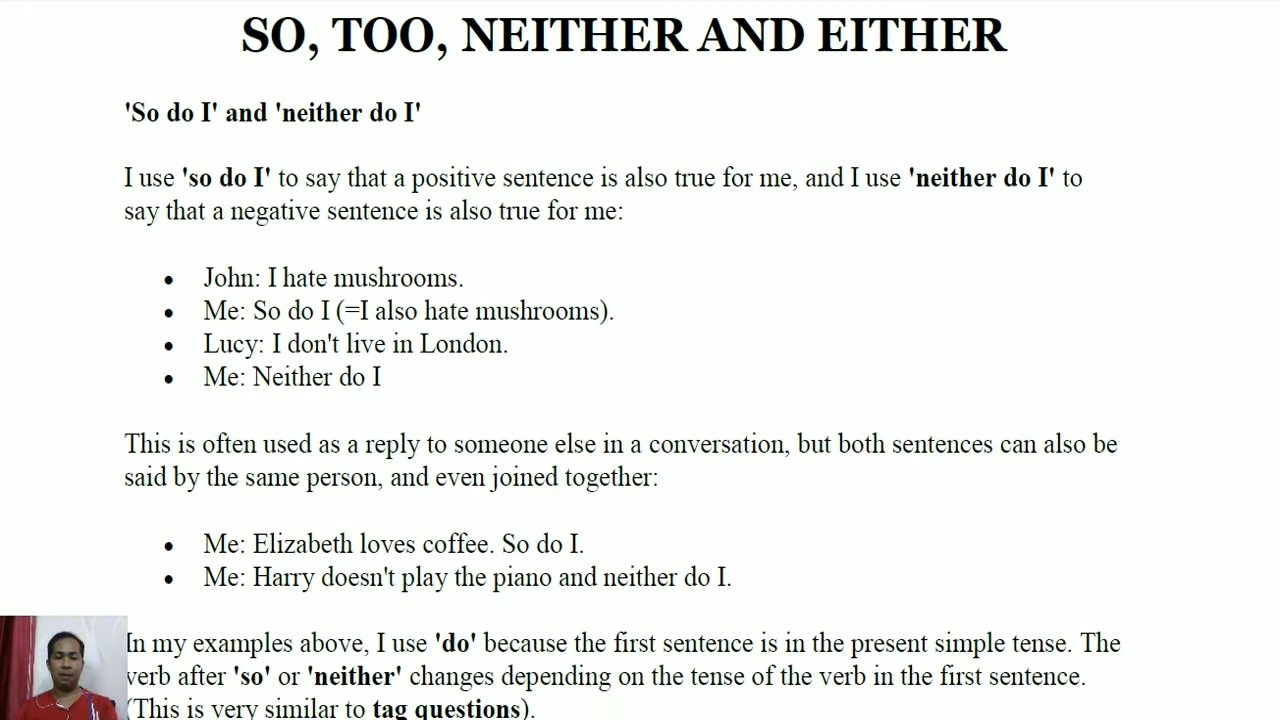 SO, TOO, NEITHER AND EITHER
'So do I' and 'neither do I'
I use 'so do I' to say that a positive sentence is also true for me, and I use 'neither do I' to
say that a negative sentence is also true for me:
• John: I hate mushrooms.
• Me: So do I (=I also hate mushrooms).
• Lucy: I don't live in London.
• Me: Neither do I
This is often used as a reply to someone else in a conversation, but both sentences can also be
said by the same person, and even joined together:
• Me: Elizabeth loves coffee. So do I.
• Me: Harry doesn't play the piano and neither do I.
In my examples above, I use 'do' because the first sentence is in the present simple tense. The
verb after 'so' or 'neither' changes depending on the tense of the verb in the first sentence.
(This is very similar to tag questions).